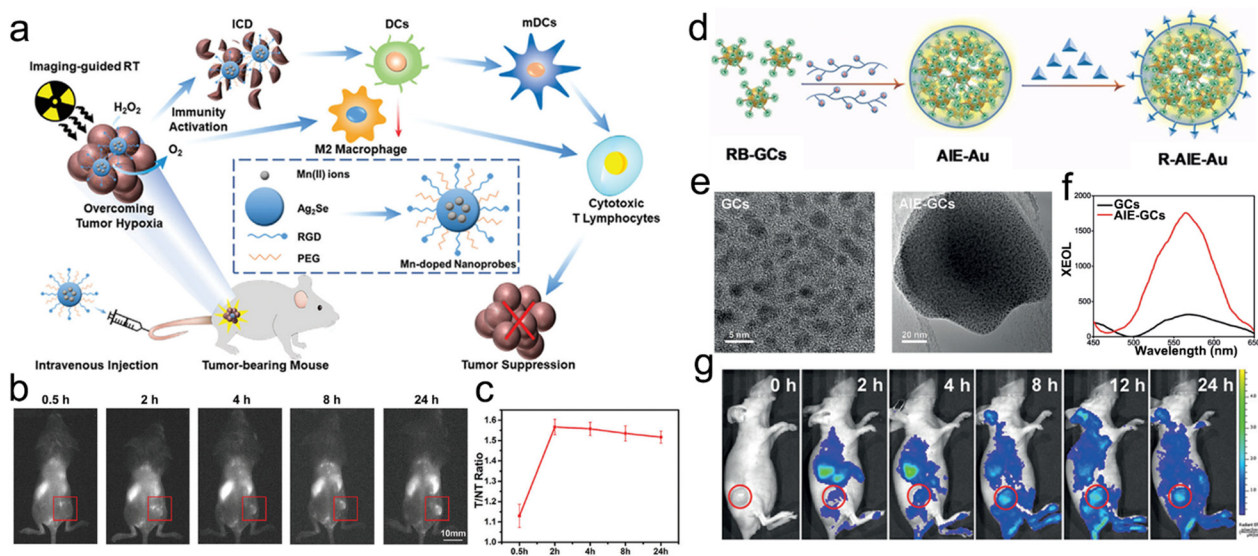 a
Imaging-guided RT
H₂O₂
O₂
Overcoming
Tumor Hypoxia
ICD
Immunity
Activation
DCs
mDCs
M2 Macrophage
Cytotoxic
T Lymphocytes
Mn(II) ions
Ag₂Se
RGD
PEG
Mn-doped Nanoprobes
Intravenous Injection
Tumor-bearing Mouse
Tumor Suppression
b
0.5 h
2 h
4 h
8 h
24 h
10mm
c
T/NT Ratio
1.7
1.6
1.5
1.4
1.3
1.2
1.1
0.5h
2h
4h
8h
24h
d
RB-GCs
AIE-Au
R-AIE-Au
e
GCs
5 nm
AIE-GCs
20 nm
f
GCs
AIE-GCs
XEOL
2000
1500
1000
500
0
450
500
550
600
650
Wavelength (nm)
g
0 h
2 h
4 h
8 h
12 h
24 h
4
3
2
1